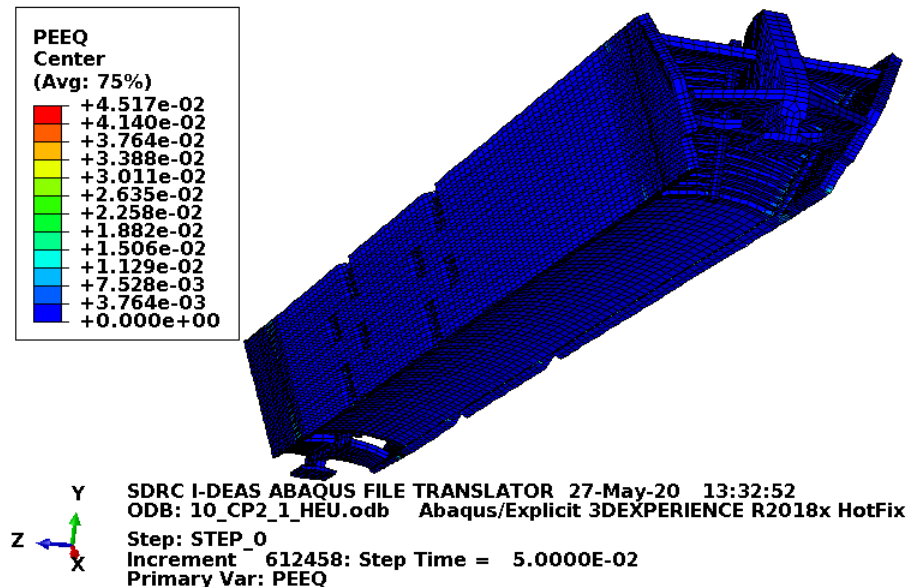 PEEQ
Center
(Avg: 75%)
+4.517e-02
+4.140e-02
+3.764e-02
+3.388e-02
+3.011e-02
+2.635e-02
+2.258e-02
+1.882e-02
+1.506e-02
+1.129e-02
+7.528e-03
+3.764e-03
+0.000e+00
Y
Z
X
SDRC I-DEAS ABAQUS FILE TRANSLATOR 27-May-20 13:32:52
ODB: 10_CP2_1_HEU.odb Abaqus/Explicit 3DEXPERIENCE R2018x HotFix
Step: STEP_0
Increment 612458: Step Time = 5.0000E-02
Primary Var: PEEQ